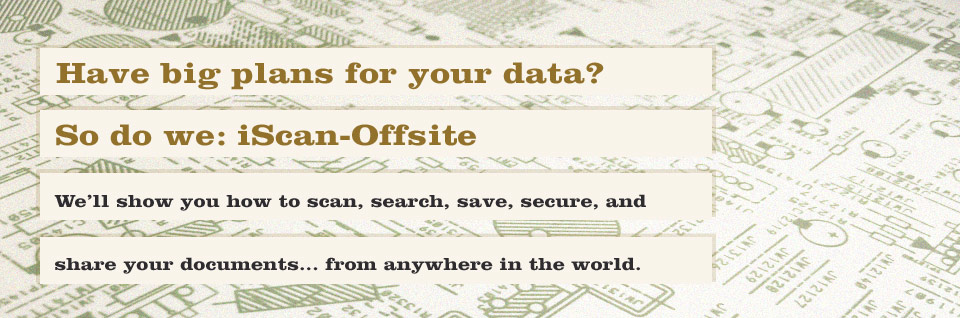 Have big plans for your data?
So do we: iScan-Offsite
We'll show you how to scan, search, save, secure, and
share your documents... from anywhere in the world.